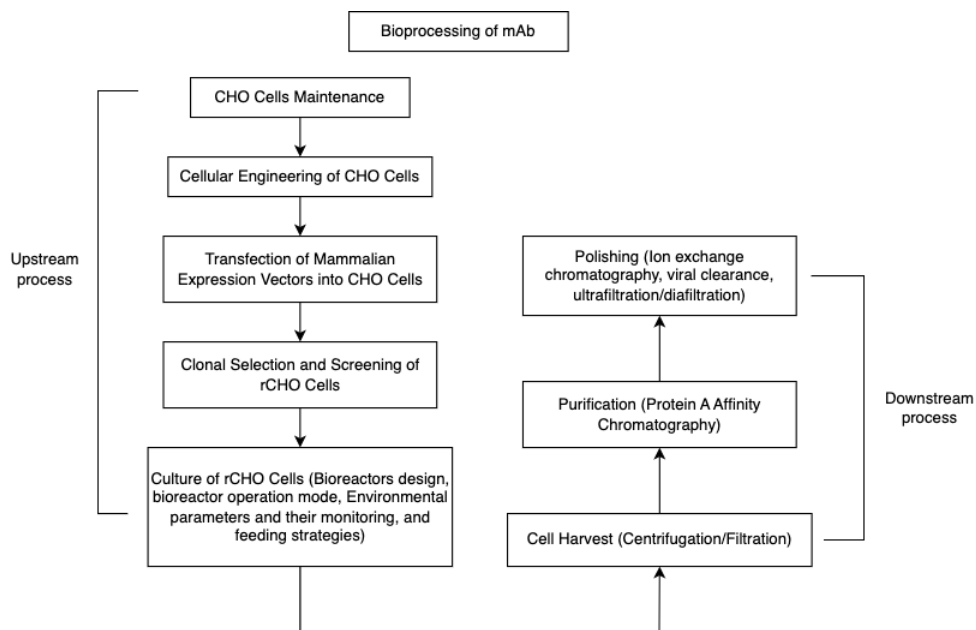 Bioprocessing of mAb
CHO Cells Maintenance
Cellular Engineering of CHO Cells
Transfection of Mammalian
Expression Vectors into CHO Cells
Clonal Selection and Screening of
rCHO Cells
Culture of rCHO Cells (Bioreactors design,
bioreactor operation mode, Environmental
parameters and their monitoring, and
feeding strategies)
Upstream
process
Polishing (Ion exchange
chromatography, viral clearance,
ultrafiltration/diafiltration)
Purification (Protein A Affinity
Chromatography)
Cell Harvest (Centrifugation/Filtration)
Downstream
process